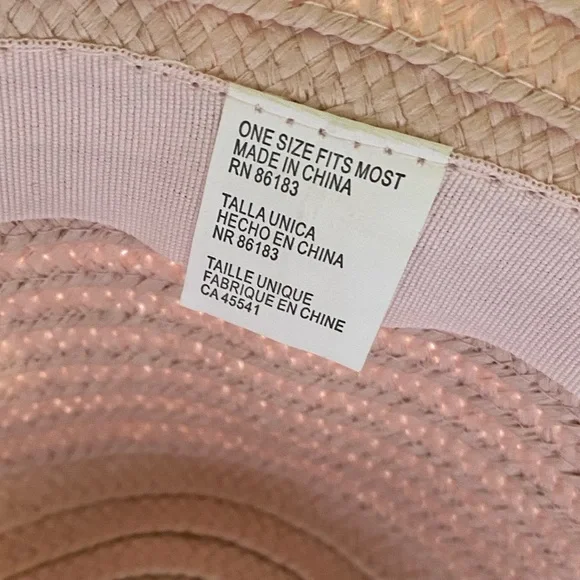 ONE SIZE FITS MOST
MADE IN CHINA
RN 86183
TALLA UNICA
HECHO EN CHINA
NR 86183
TAILLE UNIQUE
FABRIQUE EN CHINE
CA 45541